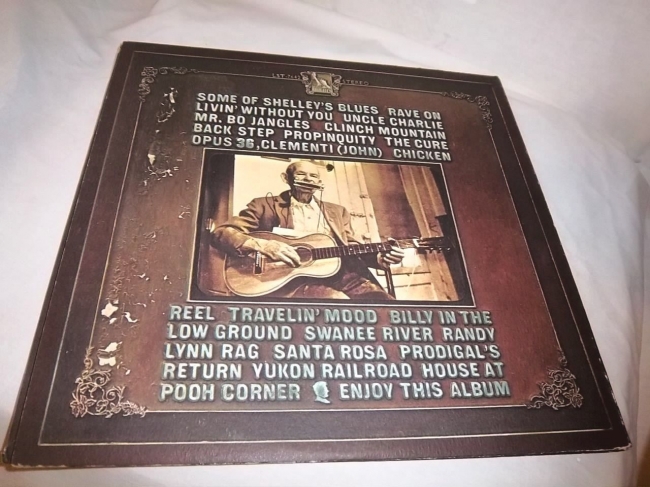 STEREO
SOME OF SHELLEY'S BLUES RAVE ON
LIVIN' WITHOUT YOU UNCLE CHARLIE
MR. BO JANGLES CLINCH MOUNTAIN
BACK STEP PROPINQUITY THE CURE
OPUS 36, CLEMENTI (JOHN) CHICKEN
REEL TRAVELIN' MOOD BILLY IN THE
LOW GROUND SWANEE RIVER RANDY
LYNN RAG SANTA ROSA PRODIGAL'S
RETURN YUKON RAILROAD HOUSE AT
POOH CORNER ENJOY THIS ALBUM